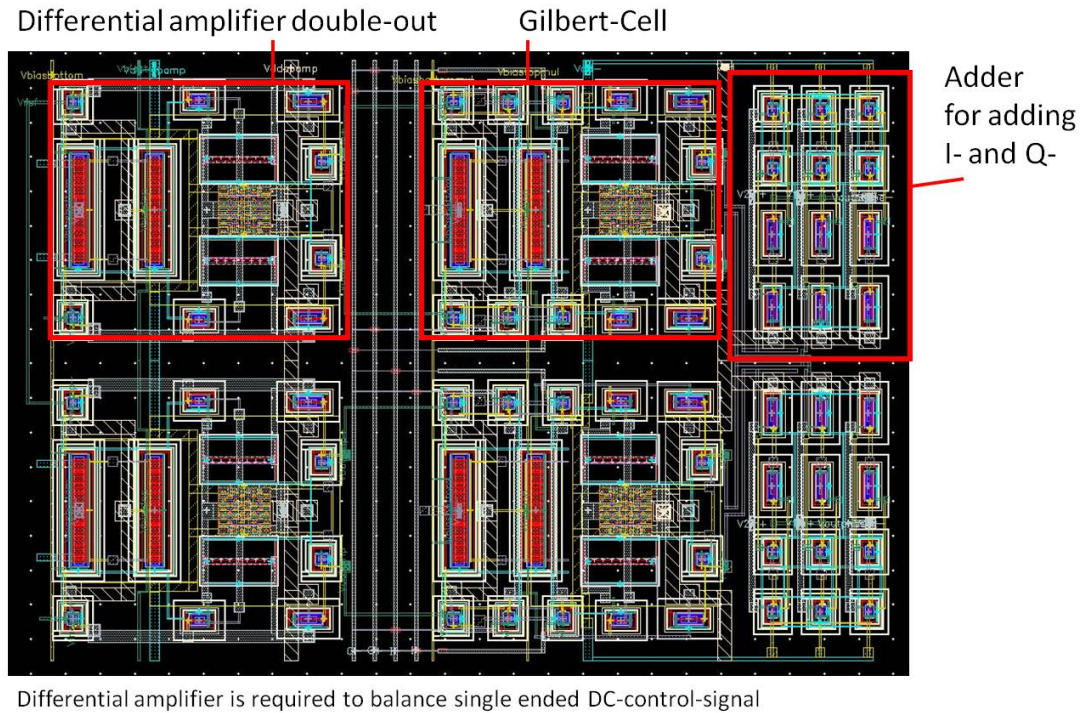 Differential amplifier double-out
Gilbert-Cell
Adder
for adding
I- and Q-
Vbiasbottom
Differential amplifier is required to balance single ended DC-control-signal